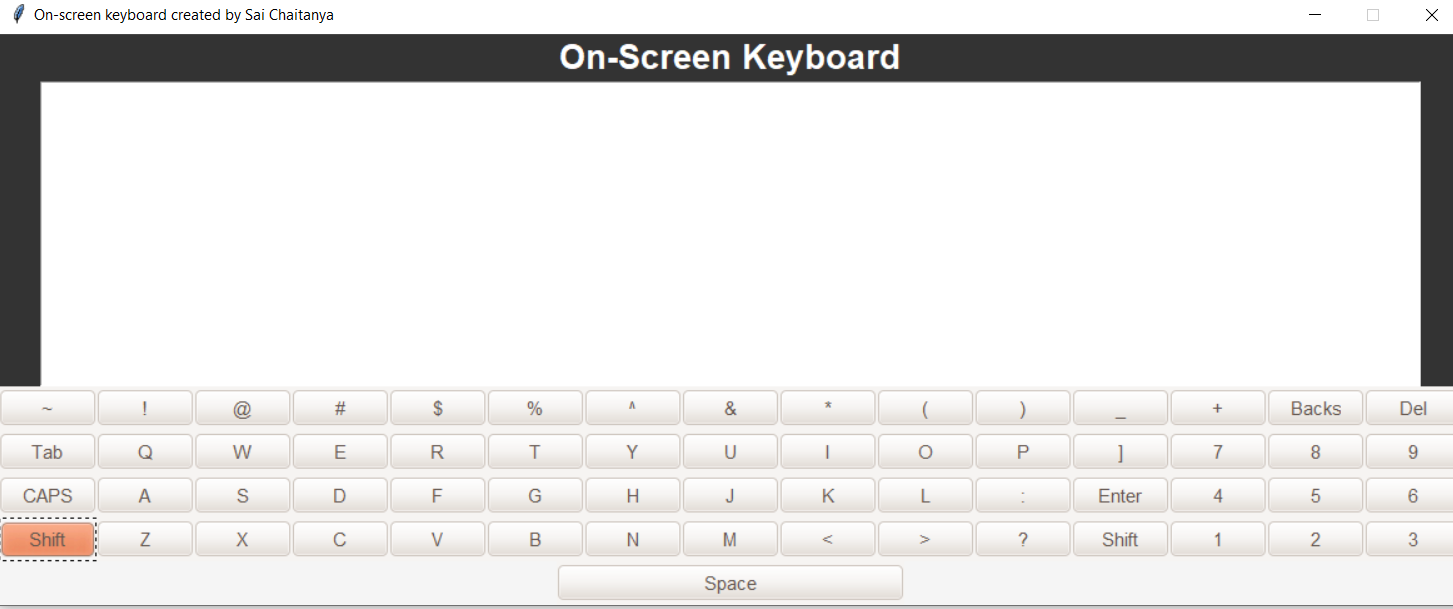 On-screen keyboard created by Sai Chaitanya
On-Screen Keyboard
~ ! @ # $ % ^ & * ( ) _ + Backs Del
Tab Q W E R T Y U I O P ] 7 8 9
CAPS A S D F G H J K L : Enter 4 5 6
Shift Z X C V B N M < > ? Shift 1 2 3
Space